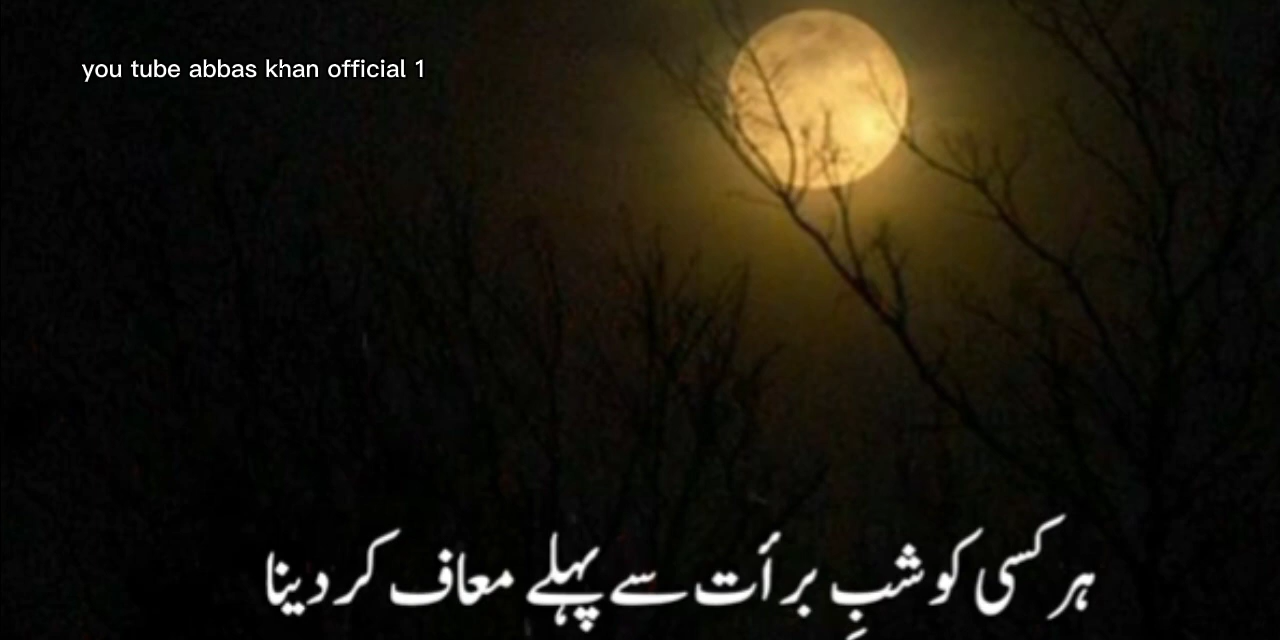 you tube abbas khan official 1
ہر کسی کو شبِ برأت سے پہلے معاف کر دینا